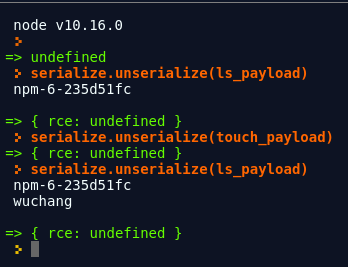 node v10.16.0
=> undefined
serialize.unserialize(ls_payload)
npm-6-235d51fc
=> { rce: undefined }
serialize.unserialize(touch_payload)
=> { rce: undefined }
serialize.unserialize(ls_payload)
npm-6-235d51fc
wuchang
=> { rce: undefined }